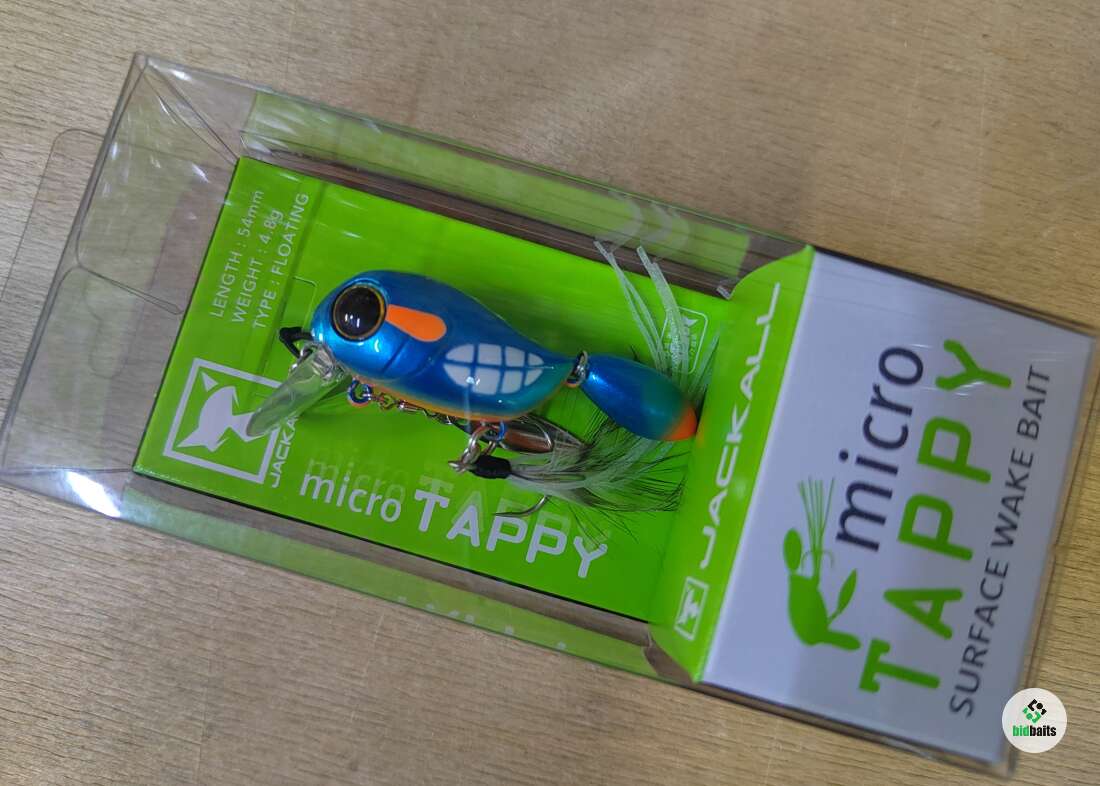 LENGTH : 54mm
WEIGHT : 4.8g
TYPE : FLOATING
JACKALL
micro TAPPY
JACKALL
micro
TAPPY
SURFACE WAKE BAIT
bidbaits